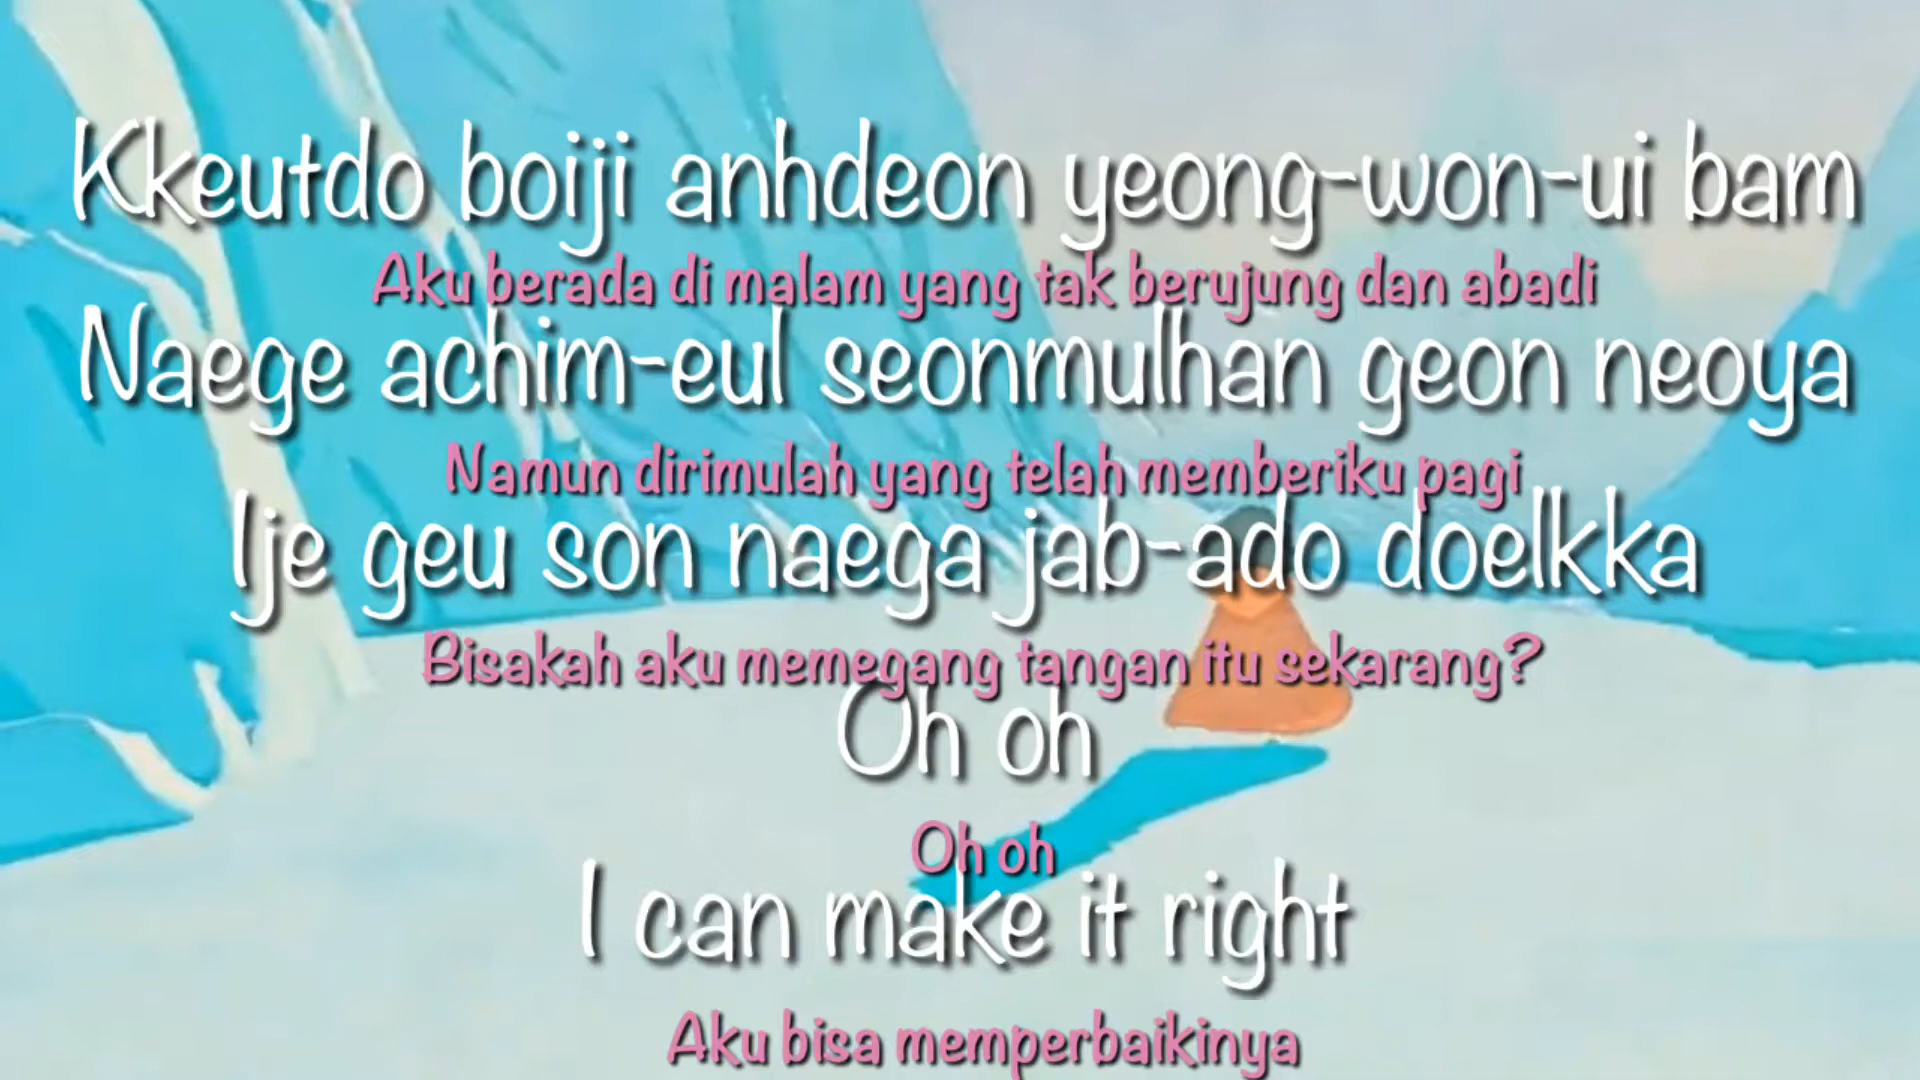 Kkeutdo boiji anhdeon yeong-won-ui bam
Aku berada di malam yang tak berujung dan abadi
Naege achim-eul seonmulhan geon neoya
Namun dirimulah yang telah memberiku pagi
Ije geu son naega jab-ado doelkka
Bisakah aku memegang tangan itu sekarang?
Oh oh
Oh oh
I can make it right
Aku bisa memperbaikinya